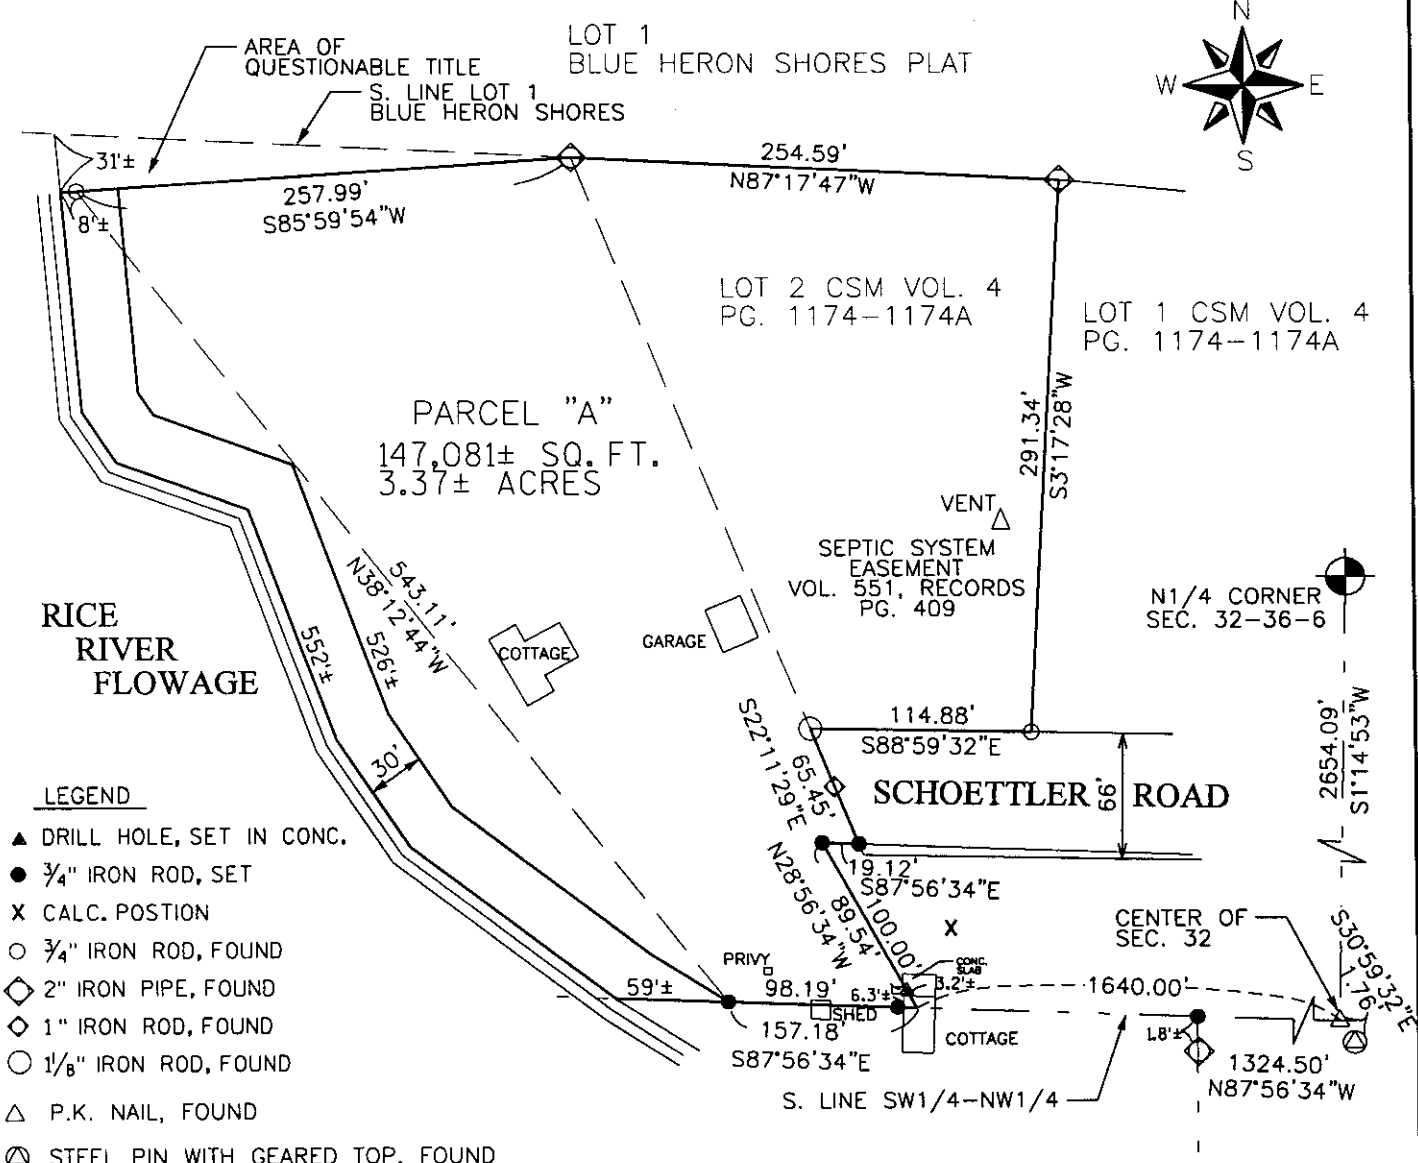 LOT 1
BLUE HERON SHORES PLAT
AREA OF
QUESTIONABLE TITLE
S. LINE LOT 1
BLUE HERON SHORES
N
W
E
S
31'±
8'±
257.99'
S85°59'54"W
254.59'
N87°17'47"W
LOT 2 CSM VOL. 4
PG. 1174-1174A
LOT 1 CSM VOL. 4
PG. 1174-1174A
PARCEL "A"
147,081± SQ. FT.
3.37± ACRES
291.34'
S3°17'28"W
VENT
SEPTIC SYSTEM
EASEMENT
VOL. 551, RECORDS
PG. 409
N1/4 CORNER
SEC. 32-36-6
2654.09'
S1°14'53"W
RICE
RIVER
FLOWAGE
543.11'
N38°12'44"W
552'±
526'±
30'
COTTAGE
GARAGE
114.88'
S88°59'32"E
S22°11'29"E
65.45'
SCHOETTLER ROAD
66'
19.12'
S87°56'34"E
N28°56'34"W
89.54'
100.00'
X
CENTER OF
SEC. 32
S30°59'32"E
1.76'
PRIVY
CONC.
SLAB
59'±
98.19'
6.3'±
3.2'±
1640.00'
SHED
157.18'
S87°56'34"E
COTTAGE
1.8'±
1324.50'
N87°56'34"W
S. LINE SW1/4-NW1/4
LEGEND
DRILL HOLE, SET IN CONC.
3/4" IRON ROD, SET
X CALC. POSTION
3/4" IRON ROD, FOUND
2" IRON PIPE, FOUND
1" IRON ROD, FOUND
1 1/8" IRON ROD, FOUND
P.K. NAIL, FOUND
STEEL PIN WITH GEARED TOP, FOUND